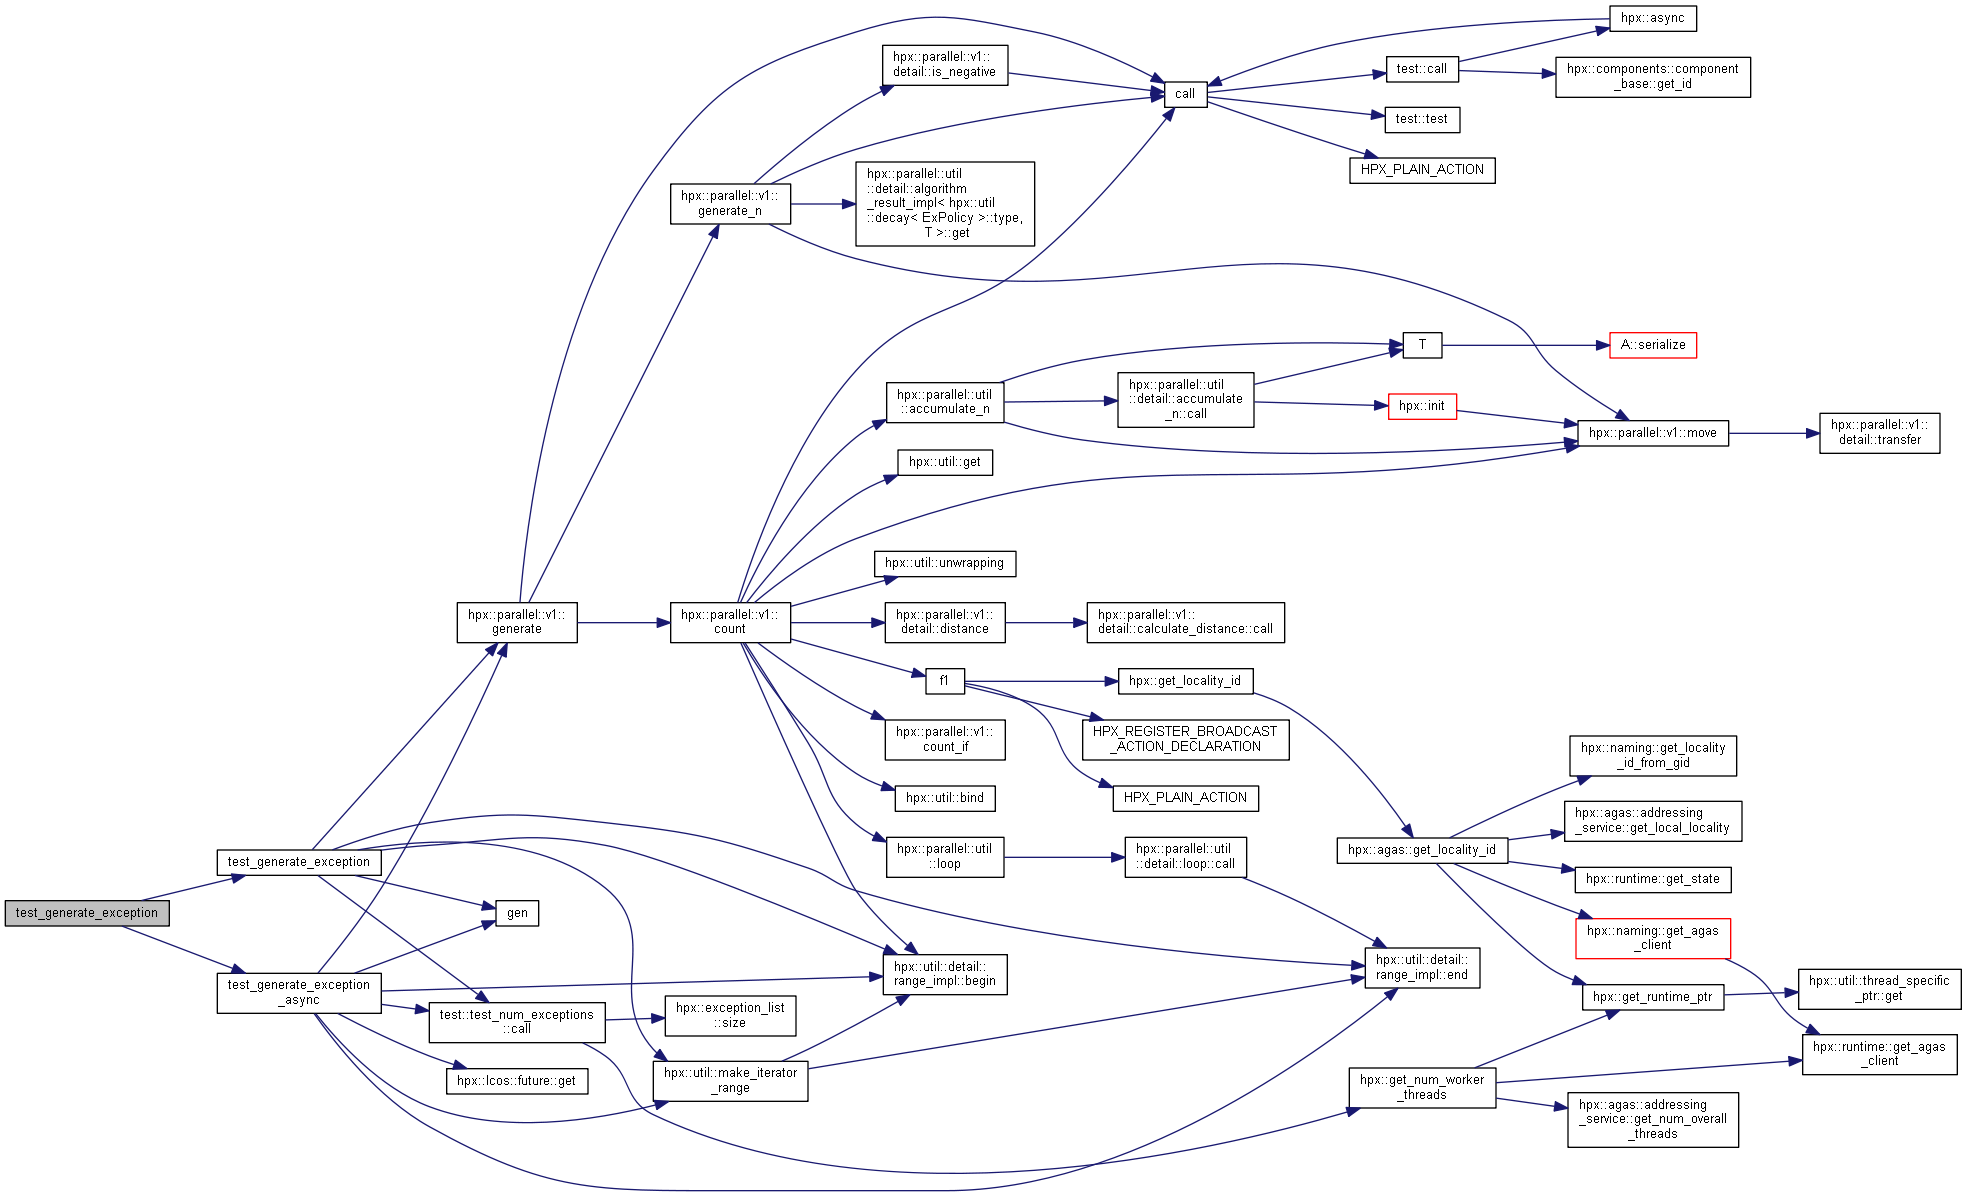 test_generate_exception
test_generate_exception
test_generate_exception
_async
hpx::parallel::v1::
generate
gen
test::test_num_exceptions
::call
hpx::lcos::future::get
hpx::parallel::v1::
generate_n
hpx::parallel::v1::
count
hpx::exception_list
::size
hpx::util::make_iterator
_range
hpx::parallel::v1::
detail::is_negative
hpx::parallel::util
::detail::algorithm
_result_impl< hpx::util
::decay< ExPolicy >::type,
T >::get
hpx::parallel::util
::accumulate_n
hpx::util::get
hpx::util::unwrapping
hpx::parallel::v1::
detail::distance
f1
hpx::parallel::v1::
count_if
hpx::util::bind
hpx::parallel::util
::loop
hpx::util::detail::
range_impl::begin
call
hpx::parallel::util
::detail::accumulate
_n::call
hpx::parallel::v1::
detail::calculate_distance::call
hpx::get_locality_id
HPX_REGISTER_BROADCAST
_ACTION_DECLARATION
HPX_PLAIN_ACTION
hpx::parallel::util
::detail::loop::call
test::call
test::test
HPX_PLAIN_ACTION
T
hpx::init
hpx::agas::get_locality_id
hpx::util::detail::
range_impl::end
hpx::get_num_worker
_threads
hpx::async
hpx::components::component
_base::get_id
A::serialize
hpx::parallel::v1::move
hpx::naming::get_locality
_id_from_gid
hpx::agas::addressing
_service::get_local_locality
hpx::runtime::get_state
hpx::naming::get_agas
_client
hpx::get_runtime_ptr
hpx::agas::addressing
_service::get_num_overall
_threads
hpx::parallel::v1::
detail::transfer
hpx::util::thread_specific
_ptr::get
hpx::runtime::get_agas
_client